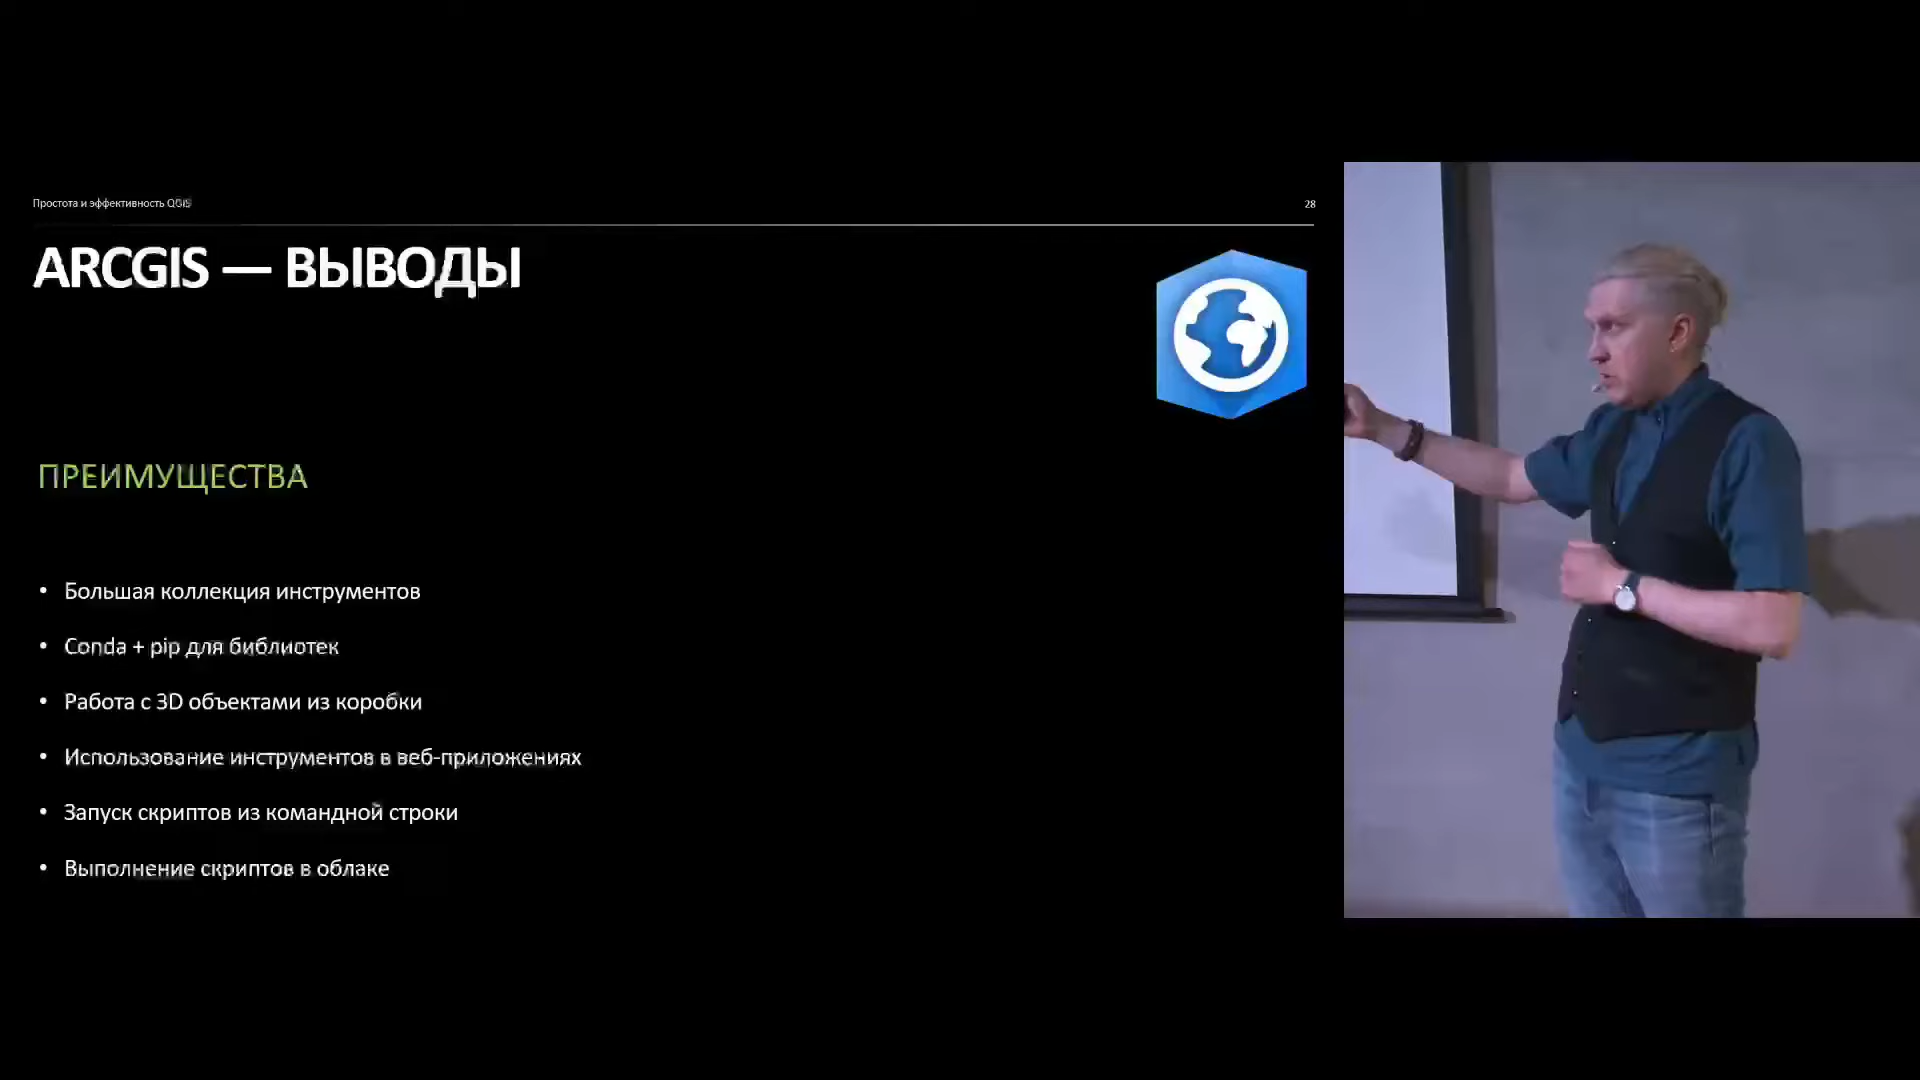 Простота и эффективность QGIS
28
ARCGIS — ВЫВОДЫ
ПРЕИМУЩЕСТВА
• Большая коллекция инструментов
• Conda + pip для библиотек
• Работа с 3D объектами из коробки
• Использование инструментов в веб-приложениях
• Запуск скриптов из командной строки
• Выполнение скриптов в облаке